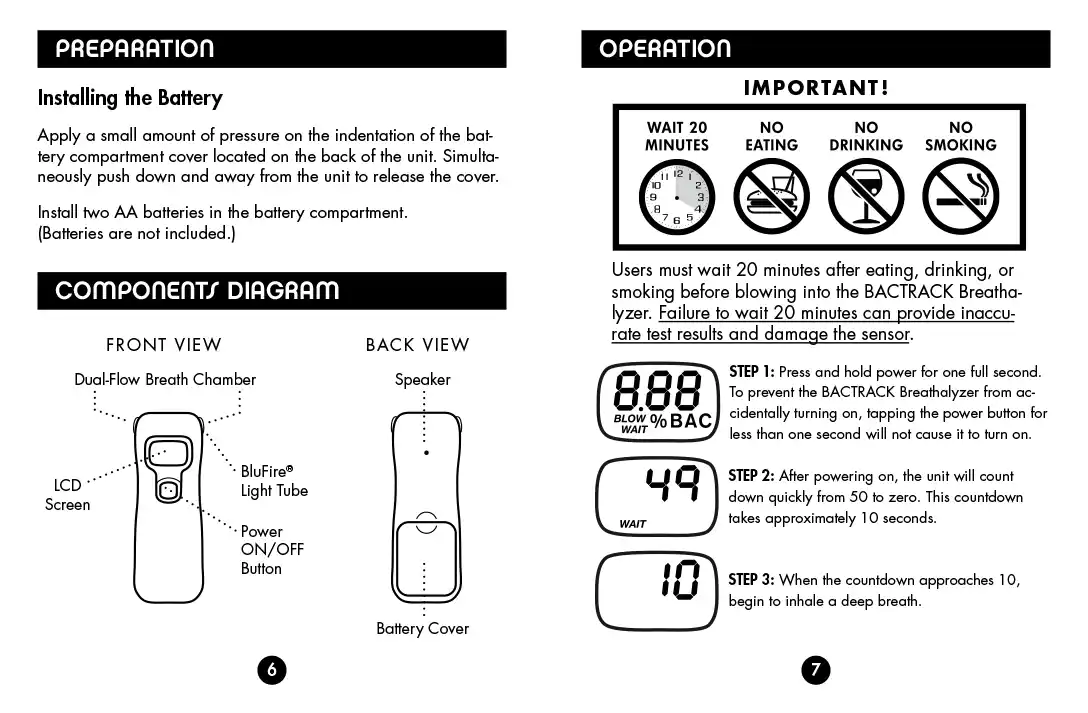 PREPARATION
Installing the Battery
Apply a small amount of pressure on the indentation of the bat-
tery compartment cover located on the back of the unit. Simulta-
neously push down and away from the unit to release the cover.
Install two AA batteries in the battery compartment.
(Batteries are not included.)
COMPONENTS DIAGRAM
FRONT VIEW
BACK VIEW
Dual-Flow Breath Chamber
Speaker
LCD
Screen
BluFire®
Light Tube
Power
ON/OFF
Button
Battery Cover
6
OPERATION
IMPORTANT!
WAIT 20
MINUTES
NO
EATING
NO
DRINKING
NO
SMOKING
12
1
2
3
4
5
6
7
8
9
10
11
Users must wait 20 minutes after eating, drinking, or
smoking before blowing into the BACTRACK Breatha-
lyzer. Failure to wait 20 minutes can provide inaccu-
rate test results and damage the sensor.
8.88
BLOW
WAIT
%BAC
STEP 1: Press and hold power for one full second.
To prevent the BACTRACK Breathalyzer from ac-
cidentally turning on, tapping the power button for
less than one second will not cause it to turn on.
49
WAIT
STEP 2: After powering on, the unit will count
down quickly from 50 to zero. This countdown
takes approximately 10 seconds.
10
STEP 3: When the countdown approaches 10,
begin to inhale a deep breath.
7